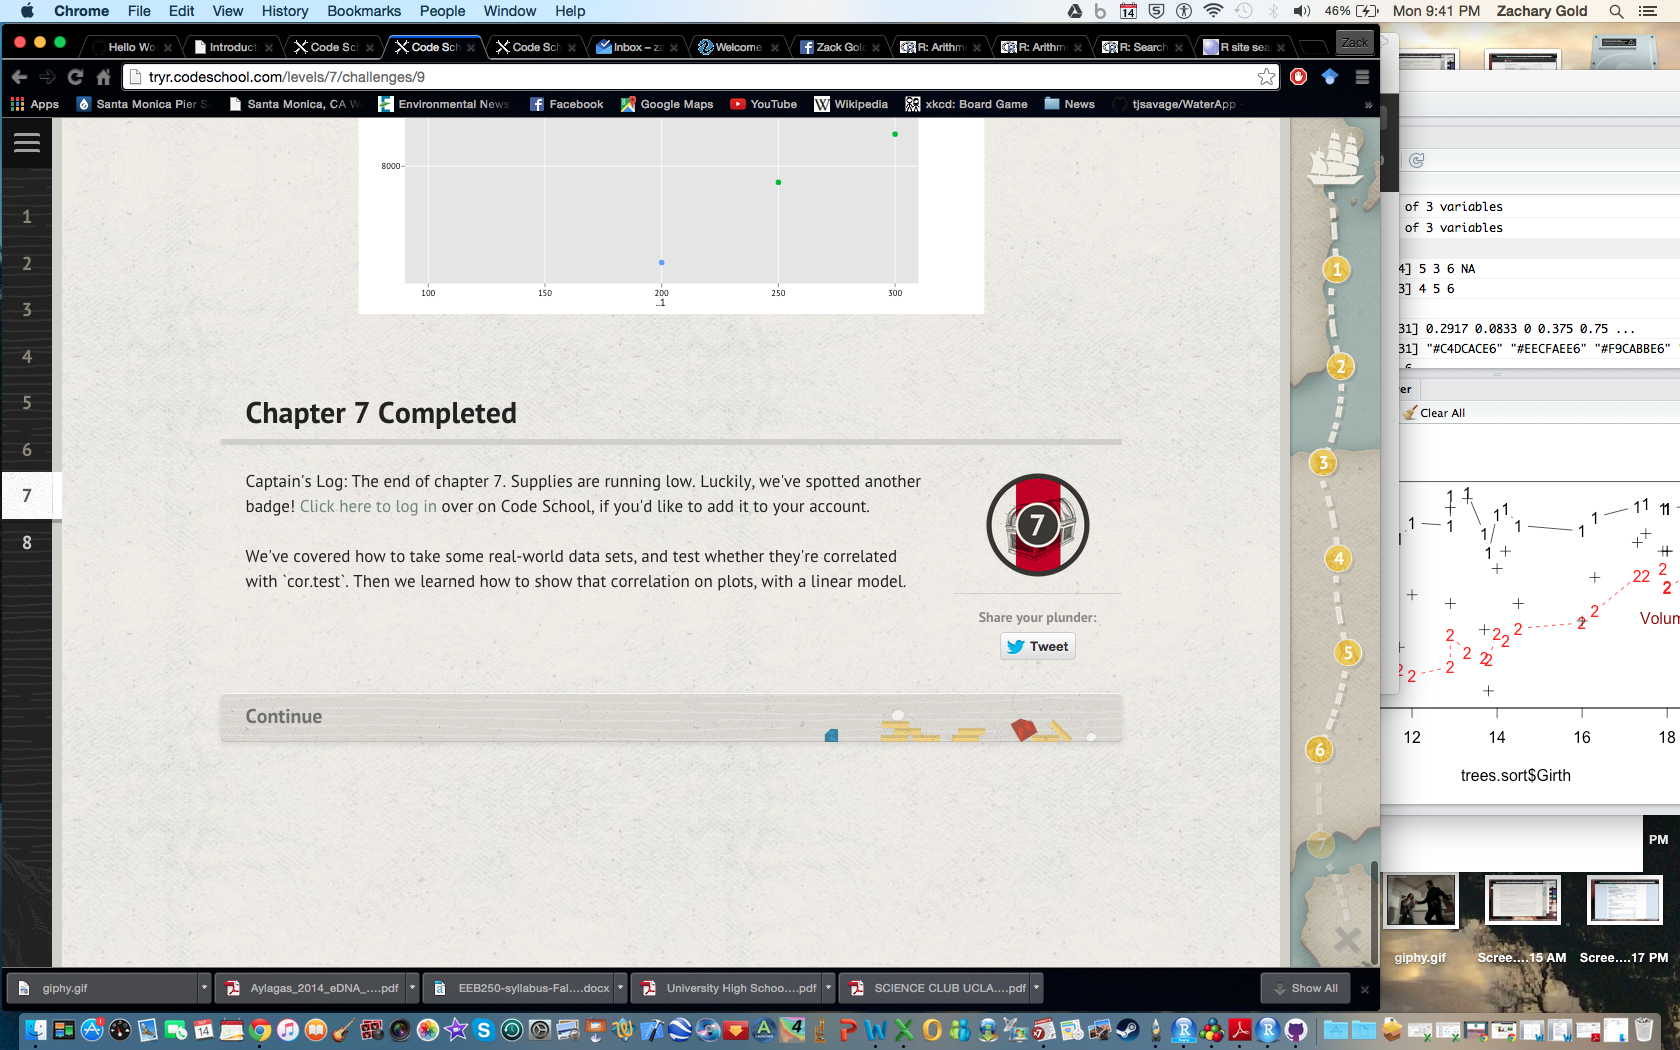 Chrome File Edit View History Bookmarks People Window Help
46% Mon 9:41 PM Zachary Gold
Hello Wo Introduct Code Sc Code Sch Code Sch Inbox – za Welcome Zack Gol R: Arithm R: Arithm R: Search R site sea Zack
tryr.codeschool.com/levels/7/challenges/9
Apps Santa Monica Pier S Santa Monica, CA W Environmental News Facebook Google Maps YouTube Wikipedia xkcd: Board Game News tjsavage/WaterApp »
8000
100 150 200 250 300
..1
1
2
3
4
5
6
7
8
Chapter 7 Completed
Captain's Log: The end of chapter 7. Supplies are running low. Luckily, we've spotted another
badge! Click here to log in over on Code School, if you'd like to add it to your account.
We've covered how to take some real-world data sets, and test whether they're correlated
with `cor.test`. Then we learned how to show that correlation on plots, with a linear model.
7
Share your plunder:
Tweet
Continue
1
2
3
4
5
6
7
of 3 variables
of 3 variables
4] 5 3 6 NA
3] 4 5 6
31] 0.2917 0.0833 0 0.375 0.75 ...
31] "#C4DCACE6" "#EECFAEE6" "#F9CABBE6"
er
Clear All
Volum
12 14 16 18
trees.sort$Girth
PM
giphy.gif Scree....15 AM Scree....17 PM
giphy.gif Aylagas_2014_eDNA_....pdf EEB250-syllabus-Fal....docx University High Schoo....pdf SCIENCE CLUB UCLA....pdf Show All